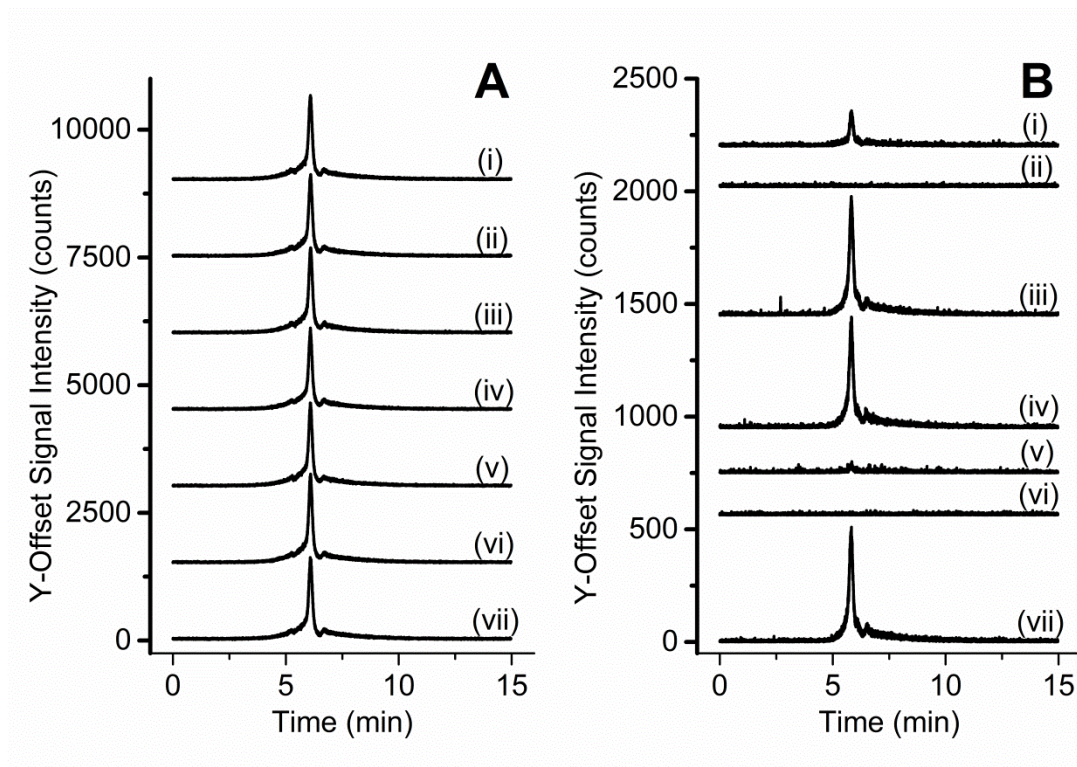 A
Y-Offset Signal Intensity (counts)
10000
7500
5000
2500
0
(i)
(ii)
(iii)
(iv)
(v)
(vi)
(vii)
0 5 10 15
Time (min)
B
Y-Offset Signal Intensity (counts)
2500
2000
1500
1000
500
0
(i)
(ii)
(iii)
(iv)
(v)
(vi)
(vii)
0 5 10 15
Time (min)